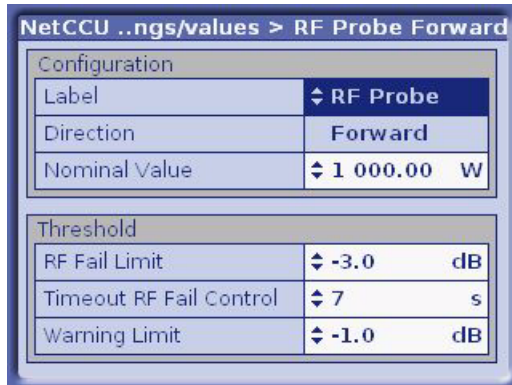 NetCCU ..ngs/values > RF Probe Forward
Configuration
Label RF Probe
Direction Forward
Nominal Value 1 000.00 W
Threshold
RF Fail Limit -3.0 dB
Timeout RF Fail Control 7 s
Warning Limit -1.0 dB